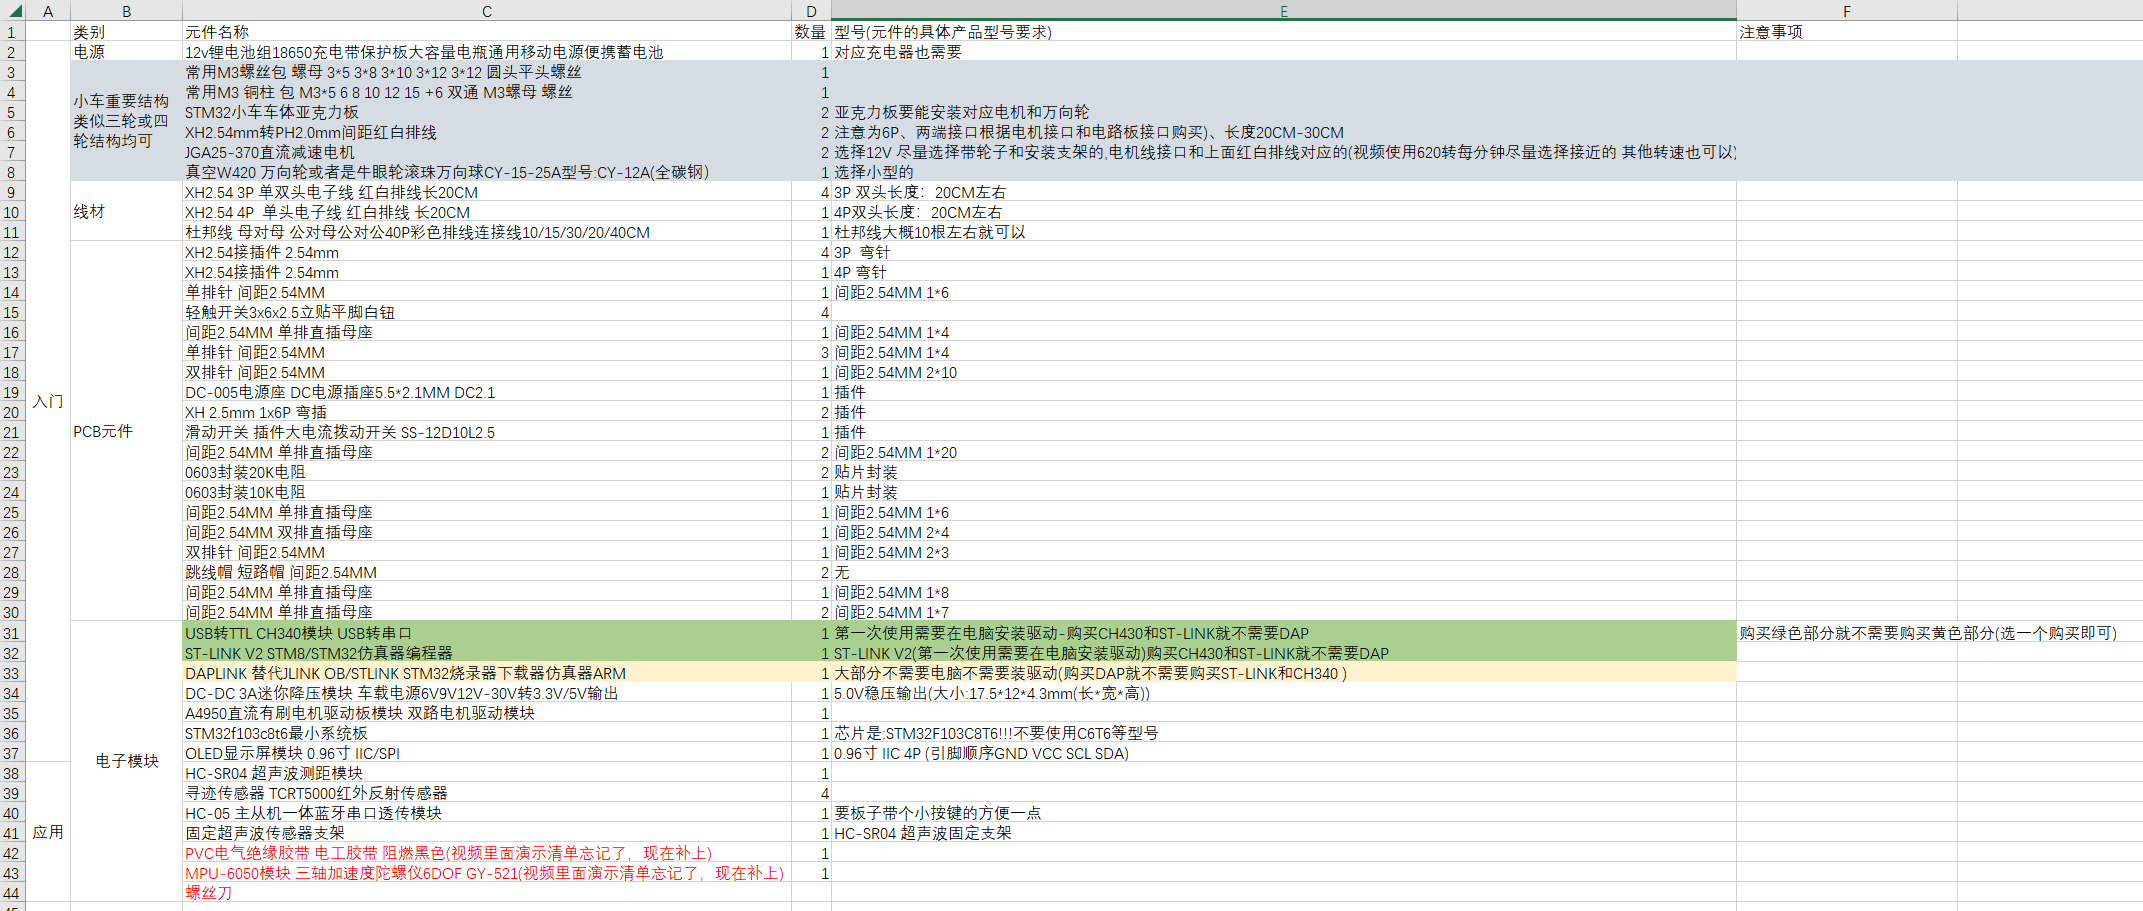 A B C D E F
1 类别 元件名称 数量 型号(元件的具体产品型号要求) 注意事项
2 电源 12v锂电池组18650充电带保护板大容量电瓶通用移动电源便携蓄电池 1 对应充电器也需要
3 常用M3螺丝包 螺母 3*5 3*8 3*10 3*12 3*12 圆头平头螺丝 1
4 小车重要结构 常用M3 铜柱 包 M3*5 6 8 10 12 15 +6 双通 M3螺母 螺丝 1
5 类似三轮或四 STM32小车车体亚克力板 2 亚克力板要能安装对应电机和万向轮
6 轮结构均可 XH2.54mm转PH2.0mm间距红白排线 2 注意为6P、两端接口根据电机接口和电路板接口购买)、长度20CM-30CM
7 JGA25-370直流减速电机 2 选择12V 尽量选择带轮子和安装支架的,电机线接口和上面红白排线对应的(视频使用620转每分钟尽量选择接近的 其他转速也可以)
8 真空W420 万向轮或者是牛眼轮滚珠万向球CY-15-25A型号:CY-12A(全碳钢） 1 选择小型的
9 XH2.54 3P 单双头电子线 红白排线长20CM 4 3P 双头长度：20CM左右
10 线材 XH2.54 4P 单头电子线 红白排线 长20CM 1 4P双头长度：20CM左右
11 杜邦线 母对母 公对母公对公40P彩色排线连接线10/15/30/20/40CM 1 杜邦线大概10根左右就可以
12 XH2.54接插件 2.54mm 4 3P 弯针
13 XH2.54接插件 2.54mm 1 4P 弯针
14 单排针 间距2.54MM 1 间距2.54MM 1*6
15 轻触开关3x6x2.5立贴平脚白钮 4
16 间距2.54MM 单排直插母座 1 间距2.54MM 1*4
17 单排针 间距2.54MM 3 间距2.54MM 1*4
18 双排针 间距2.54MM 1 间距2.54MM 2*10
19 DC-005电源座 DC电源插座5.5*2.1MM DC2.1 1 插件
入门
20 XH 2.5mm 1x6P 弯插 2 插件
21 PCB元件 滑动开关 插件大电流拨动开关 SS-12D10L2.5 1 插件
22 间距2.54MM 单排直插母座 2 间距2.54MM 1*20
23 0603封装20K电阻 2 贴片封装
24 0603封装10K电阻 1 贴片封装
25 间距2.54MM 单排直插母座 1 间距2.54MM 1*6
26 间距2.54MM 双排直插母座 1 间距2.54MM 2*4
27 双排针 间距2.54MM 1 间距2.54MM 2*3
28 跳线帽 短路帽 间距2.54MM 2 无
29 间距2.54MM 单排直插母座 1 间距2.54MM 1*8
30 间距2.54MM 单排直插母座 2 间距2.54MM 1*7
31 USB转TTL CH340模块 USB转串口 1 第一次使用需要在电脑安装驱动-购买CH430和ST-LINK就不需要DAP 购买绿色部分就不需要购买黄色部分(选一个购买即可)
32 ST-LINK V2 STM8/STM32仿真器编程器 1 ST-LINK V2(第一次使用需要在电脑安装驱动)购买CH430和ST-LINK就不需要DAP
33 DAPLINK 替代JLINK OB/STLINK STM32烧录器下载器仿真器ARM 1 大部分不需要电脑不需要装驱动(购买DAP就不需要购买ST-LINK和CH340 )
34 DC-DC 3A迷你降压模块 车载电源6V9V12V-30V转3.3V/5V输出 1 5.0V稳压输出(大小:17.5*12*4.3mm(长*宽*高))
35 A4950直流有刷电机驱动板模块 双路电机驱动模块 1
36 STM32f103c8t6最小系统板 1 芯片是:STM32F103C8T6!!!不要使用C6T6等型号
37 电子模块 OLED显示屏模块 0.96寸 IIC/SPI 1 0.96寸 IIC 4P (引脚顺序GND VCC SCL SDA)
38 HC-SR04 超声波测距模块 1
39 寻迹传感器 TCRT5000红外反射传感器 4
40 HC-05 主从机一体蓝牙串口透传模块 1 要板子带个小按键的方便一点
41 应用 固定超声波传感器支架 1 HC-SR04 超声波固定支架
42 PVC电气绝缘胶带 电工胶带 阻燃黑色(视频里面演示清单忘记了，现在补上) 1
43 MPU-6050模块 三轴加速度陀螺仪6DOF GY-521(视频里面演示清单忘记了，现在补上) 1
44 螺丝刀